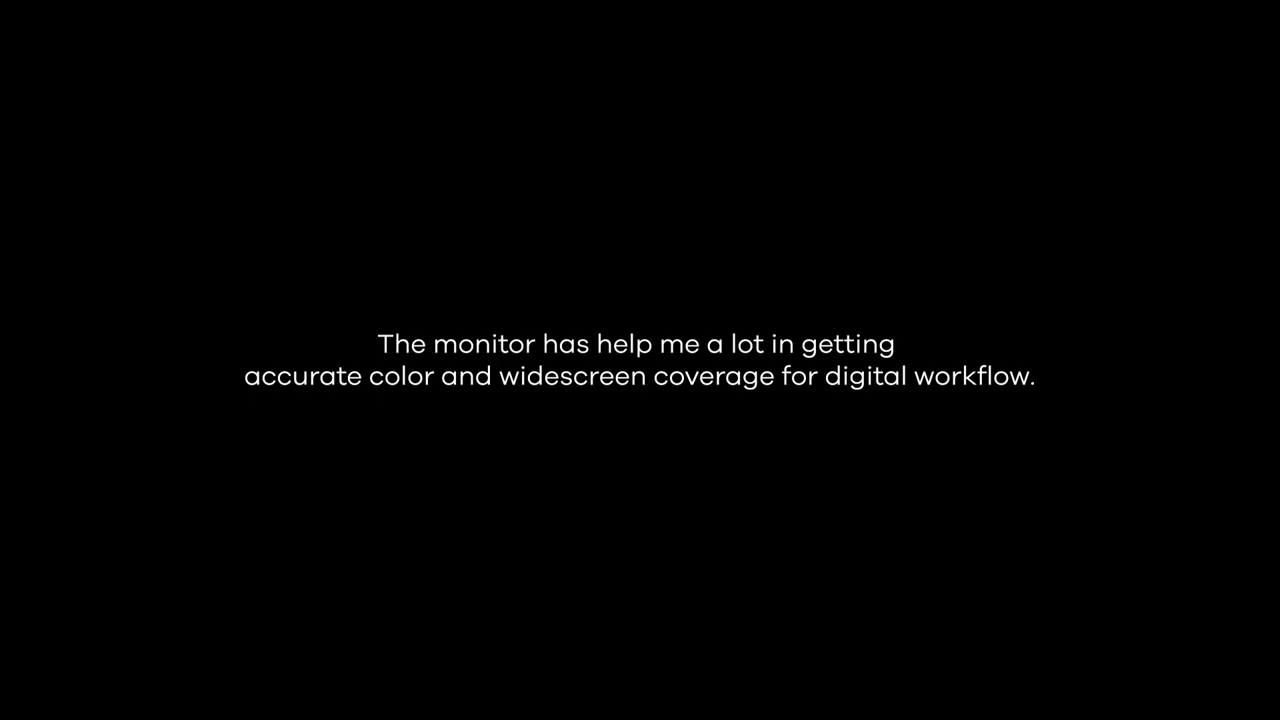 The monitor has help me a lot in getting
accurate color and widescreen coverage for digital workflow.